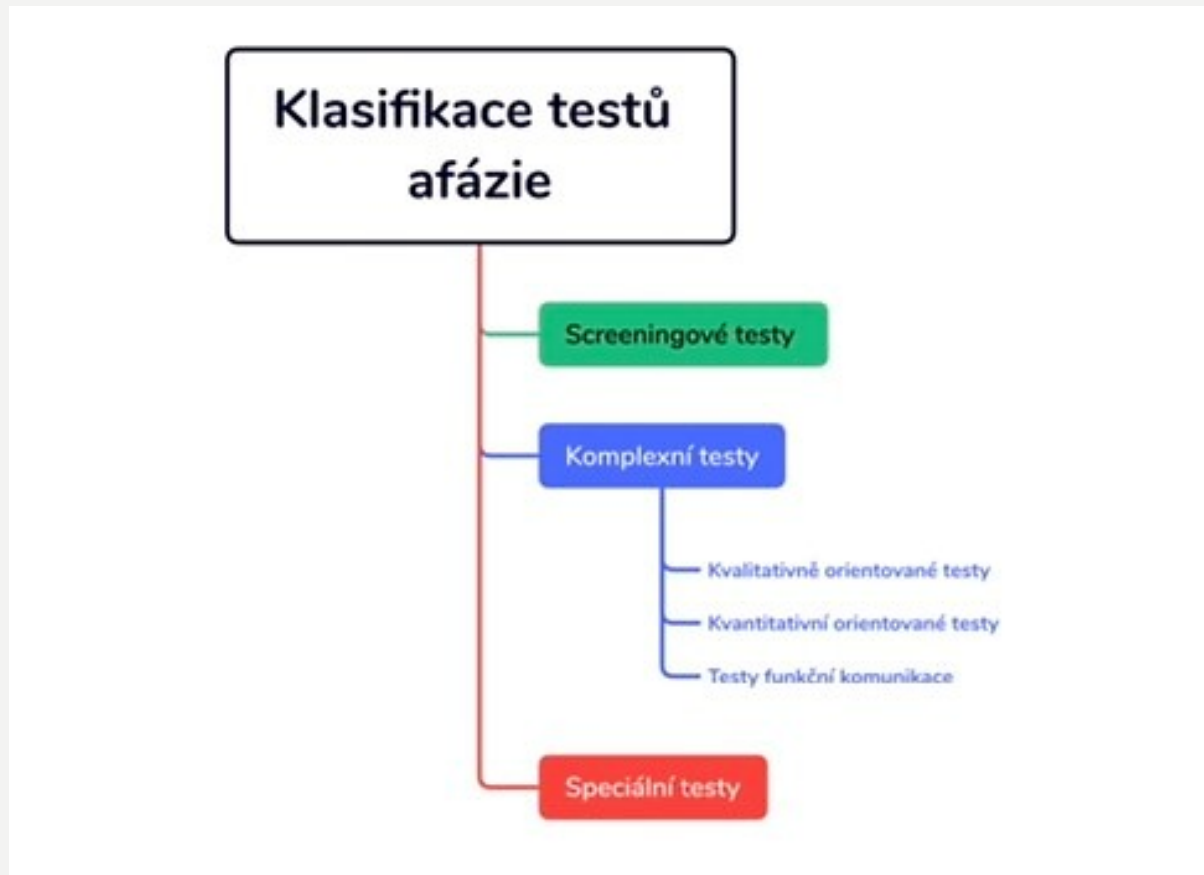 Klasifikace testů
afázie
Screeningové testy
Komplexní testy
Kvalitativně orientované testy
Kvantitativní orientované testy
Testy funkční komunikace
Speciální testy